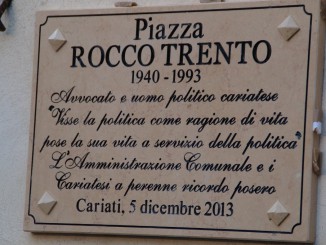 Piazza
ROCCO TRENTO
1940 - 1993
Avvocato e uomo politico cariatese
"Visse la politica come ragione di vita
pose la sua vita a servizio della politica"
L'Amministrazione Comunale e i
Cariatesi a perenne ricordo posero
Cariati, 5 dicembre 2013